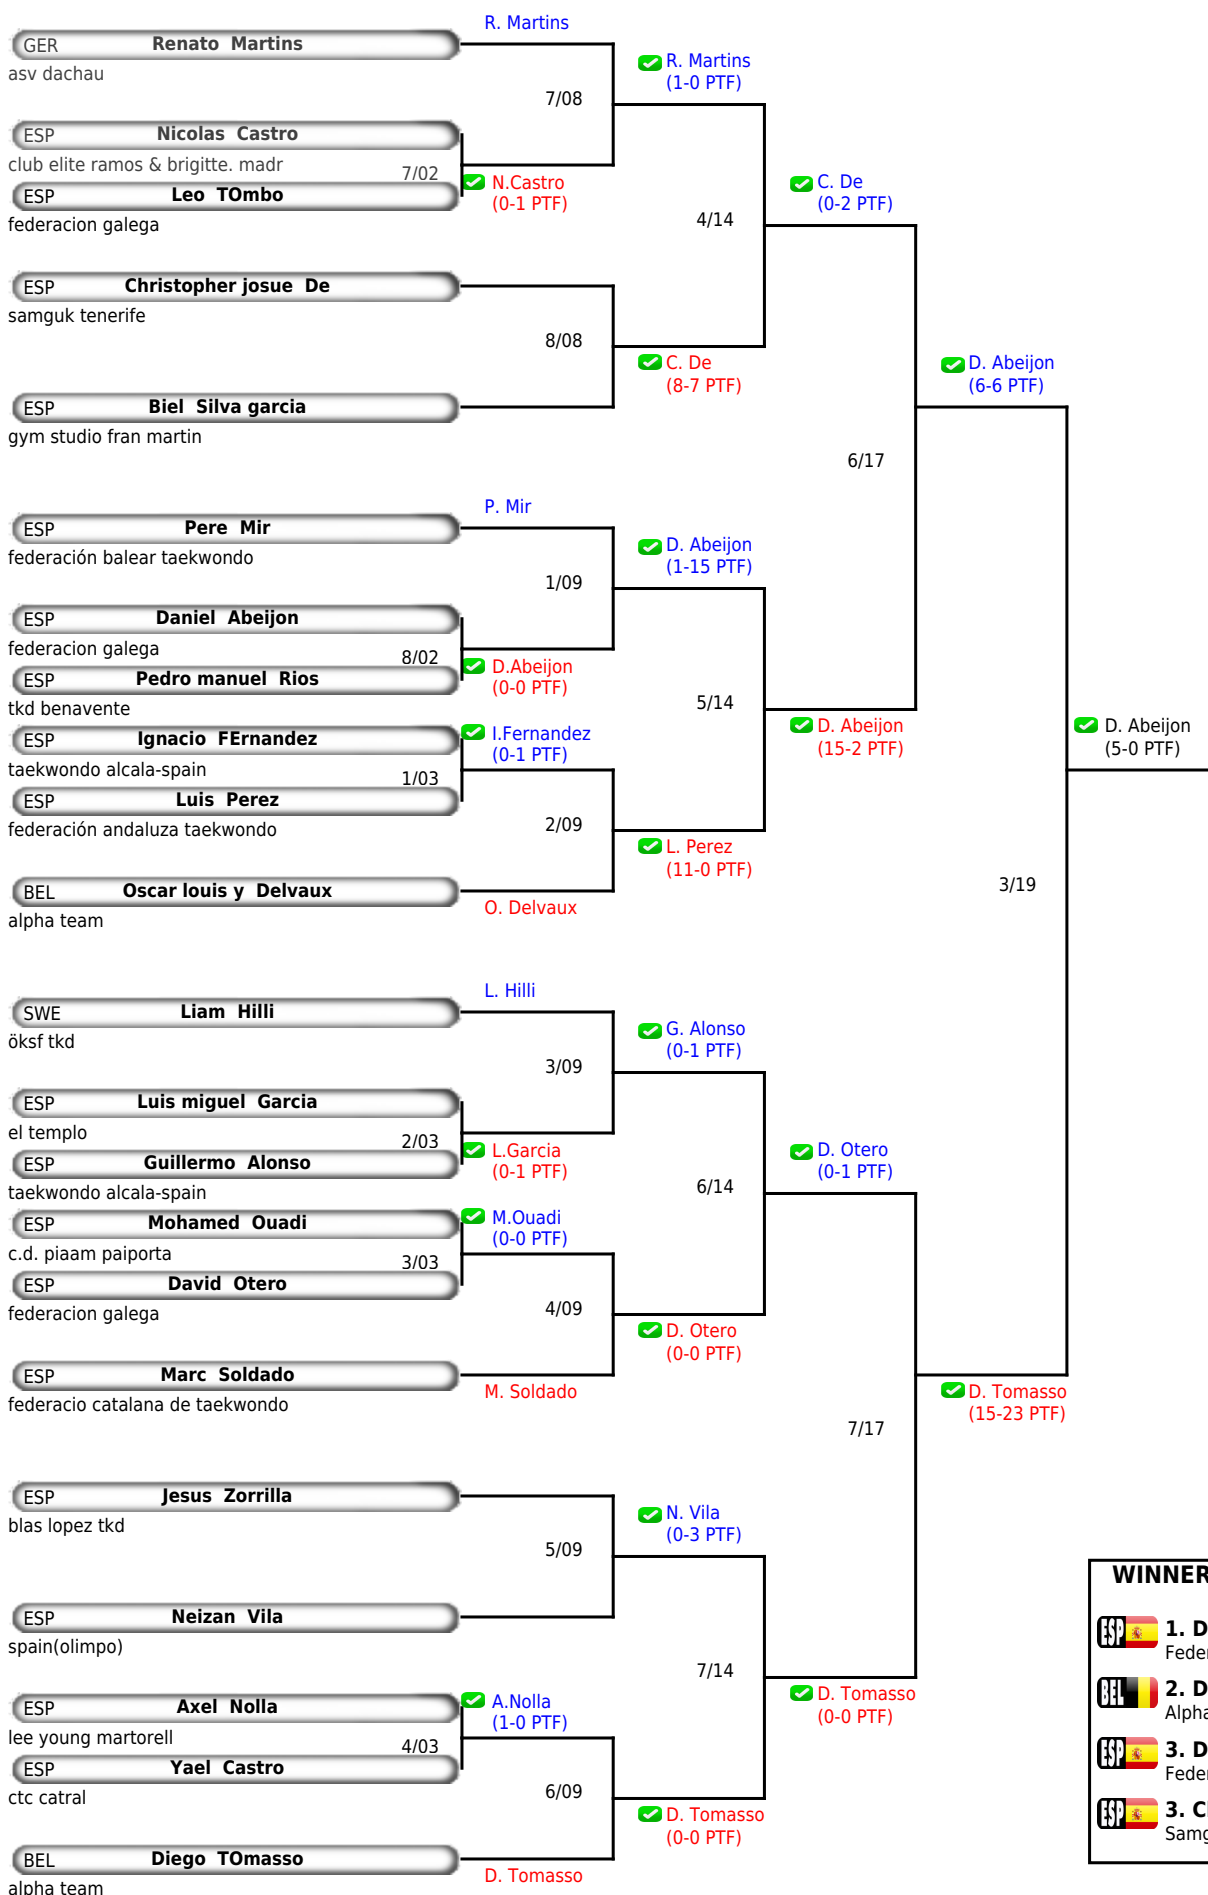 R. Martins
GER Renato Martins
asv dachau
R. Martins
(1-0 PTF)
7/08
ESP Nicolas Castro
club elite ramos & brigitte. madr
7/02
ESP Leo TOmbo
federacion galega
N.Castro
(0-1 PTF)
C. De
(0-2 PTF)
4/14
ESP Christopher josue De
samguk tenerife
8/08
C. De
(8-7 PTF)
D. Abeijon
(6-6 PTF)
ESP Biel Silva garcia
gym studio fran martin
6/17
P. Mir
ESP Pere Mir
federación balear taekwondo
D. Abeijon
(1-15 PTF)
1/09
ESP Daniel Abeijon
federacion galega
8/02
ESP Pedro manuel Rios
tkd benavente
D.Abeijon
(0-0 PTF)
5/14
ESP Ignacio FErnandez
taekwondo alcala-spain
I.Fernandez
(0-1 PTF)
D. Abeijon
(15-2 PTF)
D. Abeijon
(5-0 PTF)
1/03
ESP Luis Perez
federación andaluza taekwondo
2/09
L. Perez
(11-0 PTF)
BEL Oscar louis y Delvaux
alpha team
O. Delvaux
3/19
L. Hilli
SWE Liam Hilli
öksf tkd
G. Alonso
(0-1 PTF)
3/09
ESP Luis miguel Garcia
el templo
2/03
ESP Guillermo Alonso
taekwondo alcala-spain
L.Garcia
(0-1 PTF)
D. Otero
(0-1 PTF)
6/14
ESP Mohamed Ouadi
c.d. piaam paiporta
M.Ouadi
(0-0 PTF)
3/03
ESP David Otero
federacion galega
4/09
D. Otero
(0-0 PTF)
ESP Marc Soldado
federacio catalana de taekwondo
M. Soldado
D. Tomasso
(15-23 PTF)
7/17
ESP Jesus Zorrilla
blas lopez tkd
N. Vila
(0-3 PTF)
5/09
ESP Neizan Vila
spain(olimpo)
7/14
ESP Axel Nolla
lee young martorell
A.Nolla
(1-0 PTF)
D. Tomasso
(0-0 PTF)
4/03
ESP Yael Castro
ctc catral
6/09
D. Tomasso
(0-0 PTF)
BEL Diego TOmasso
alpha team
D. Tomasso
WINNER
ESP 1. D
Feder
BEL 2. D
Alpha
ESP 3. D
Feder
ESP 3.
Samg